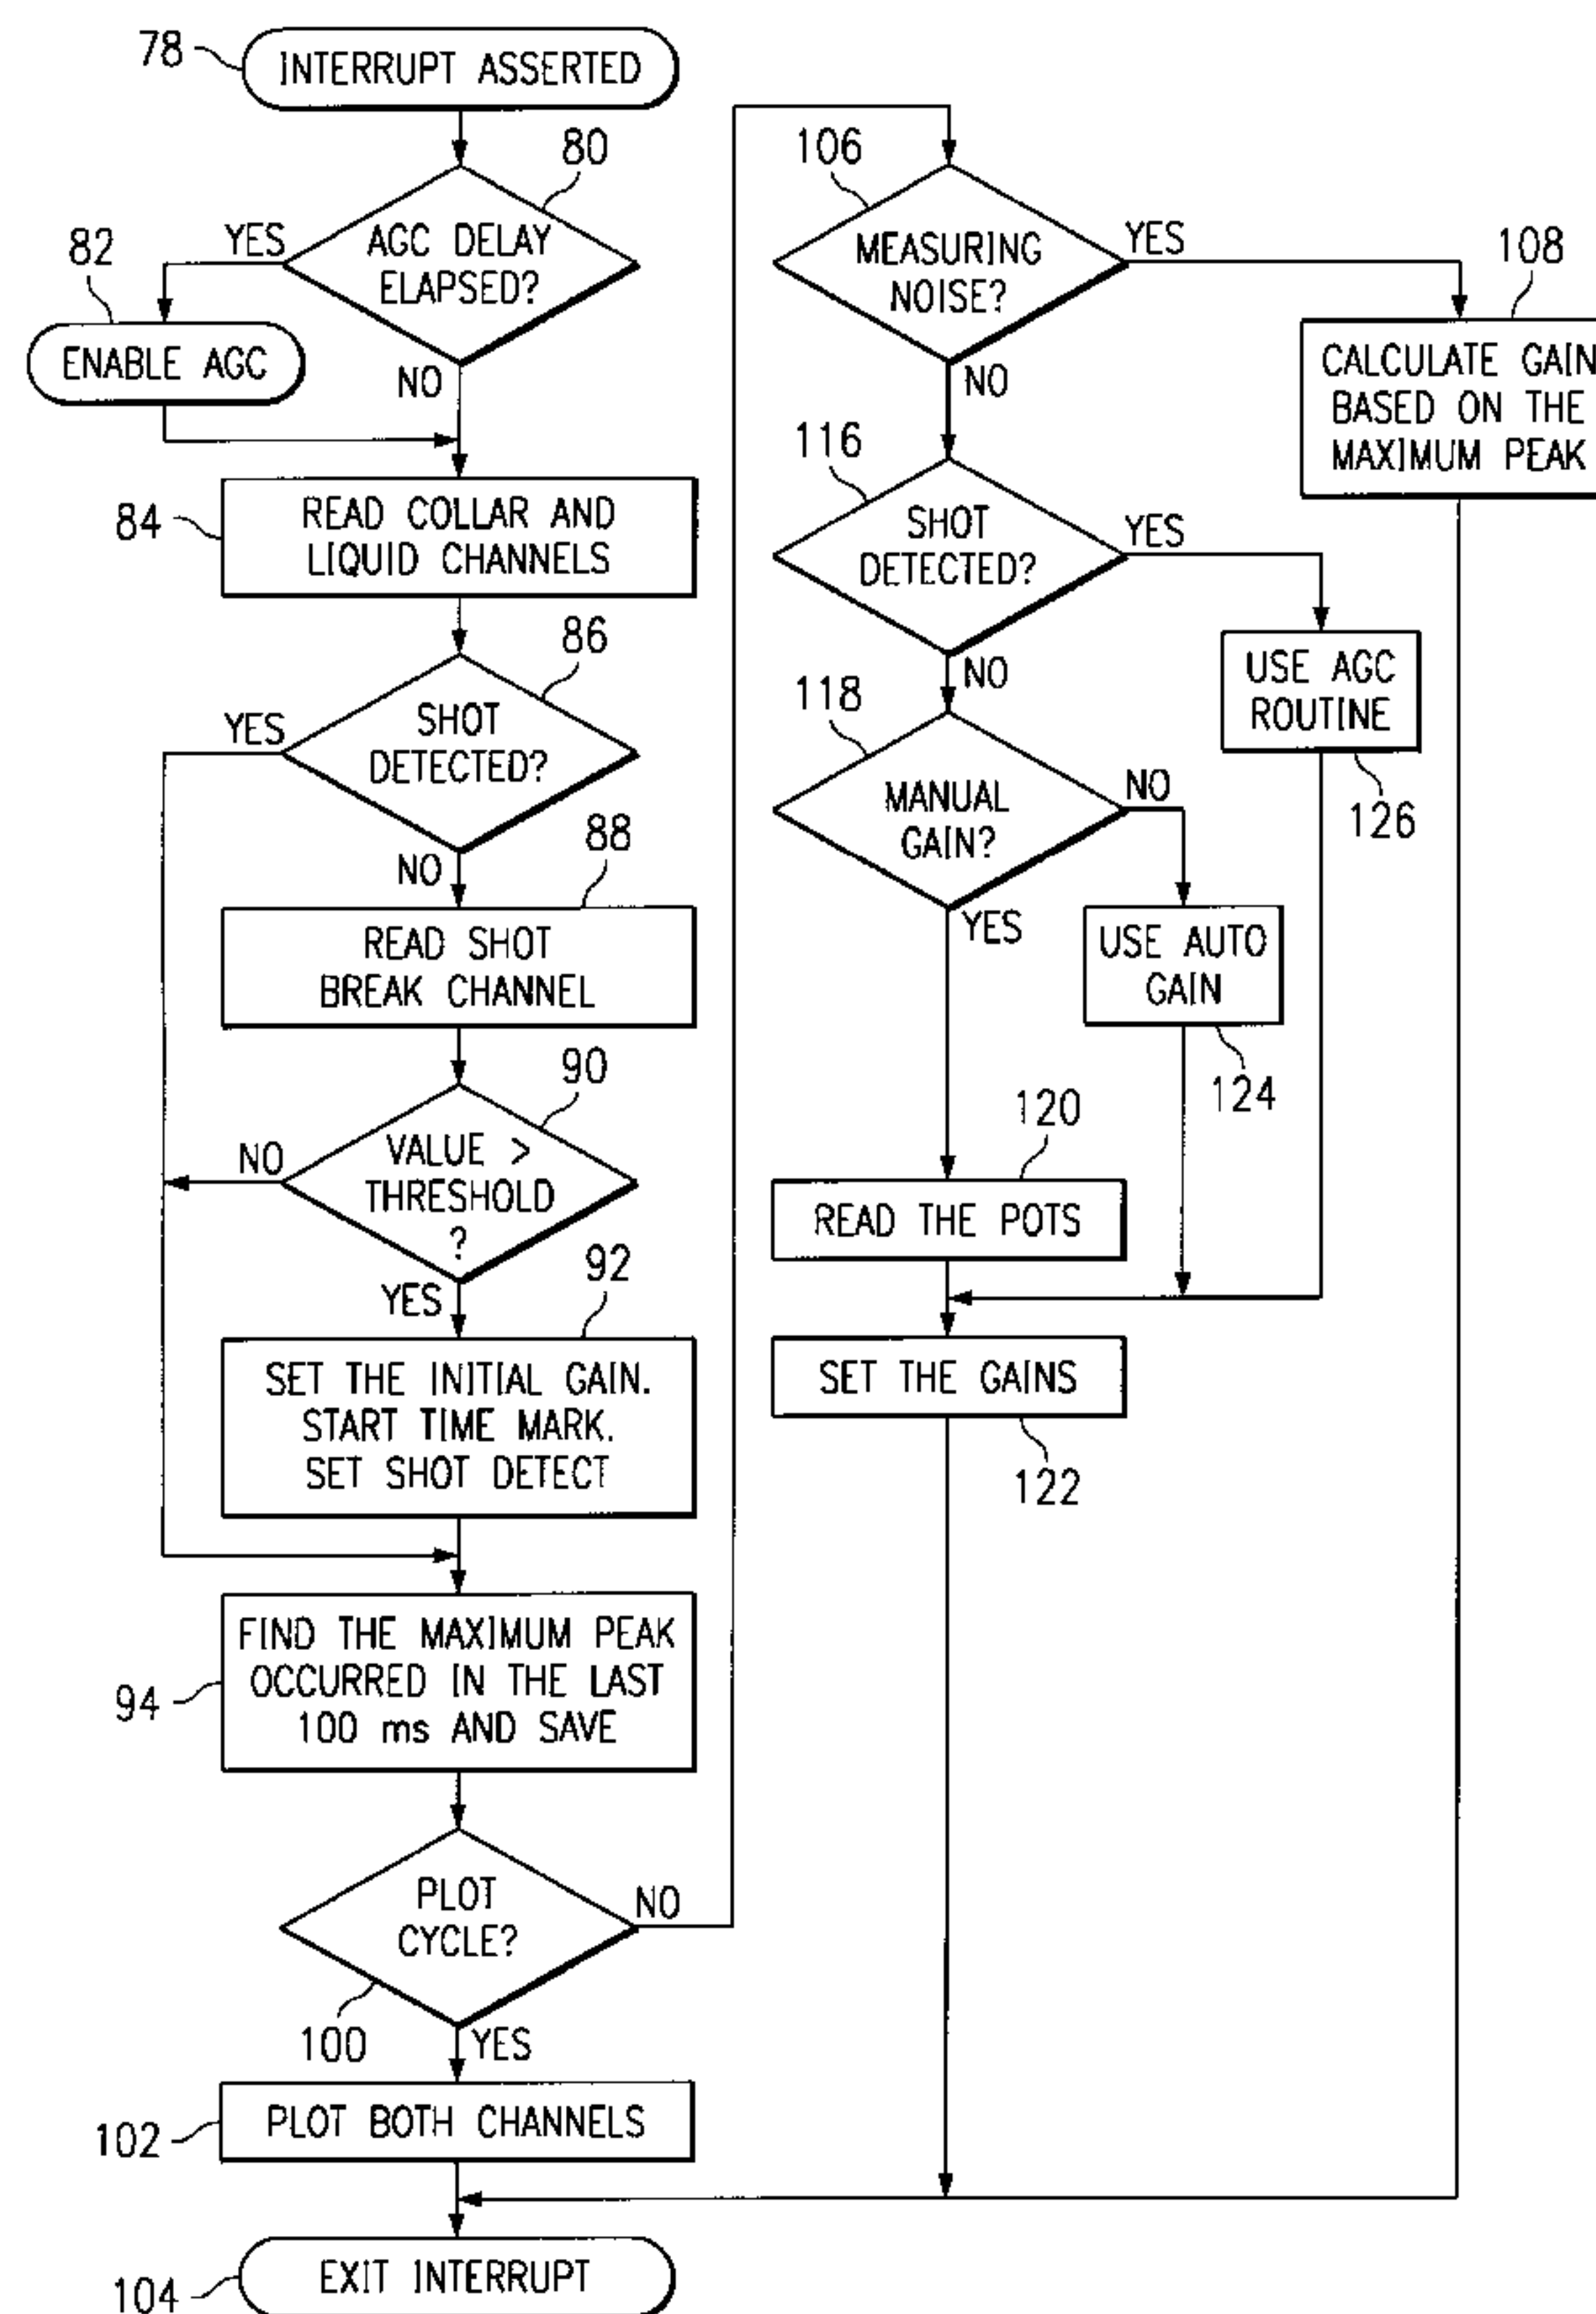 78
INTERRUPT ASSERTED
80
AGC DELAY
ELAPSED?
YES
NO
82
ENABLE AGC
84
READ COLLAR AND
LIQUID CHANNELS
86
SHOT
DETECTED?
YES
NO
88
READ SHOT
BREAK CHANNEL
90
VALUE >
THRESHOLD
?
NO
YES
92
SET THE INITIAL GAIN.
START TIME MARK.
SET SHOT DETECT
94
FIND THE MAXIMUM PEAK
OCCURRED IN THE LAST
100 ms AND SAVE
PLOT
CYCLE?
NO
100
YES
102
PLOT BOTH CHANNELS
104
EXIT INTERRUPT
106
MEASURING
NOISE?
YES
NO
108
CALCULATE GAIN
BASED ON THE
MAXIMUM PEAK
116
SHOT
DETECTED?
YES
NO
USE AGC
ROUTINE
126
118
MANUAL
GAIN?
NO
YES
USE AUTO
GAIN
124
120
READ THE POTS
SET THE GAINS
122